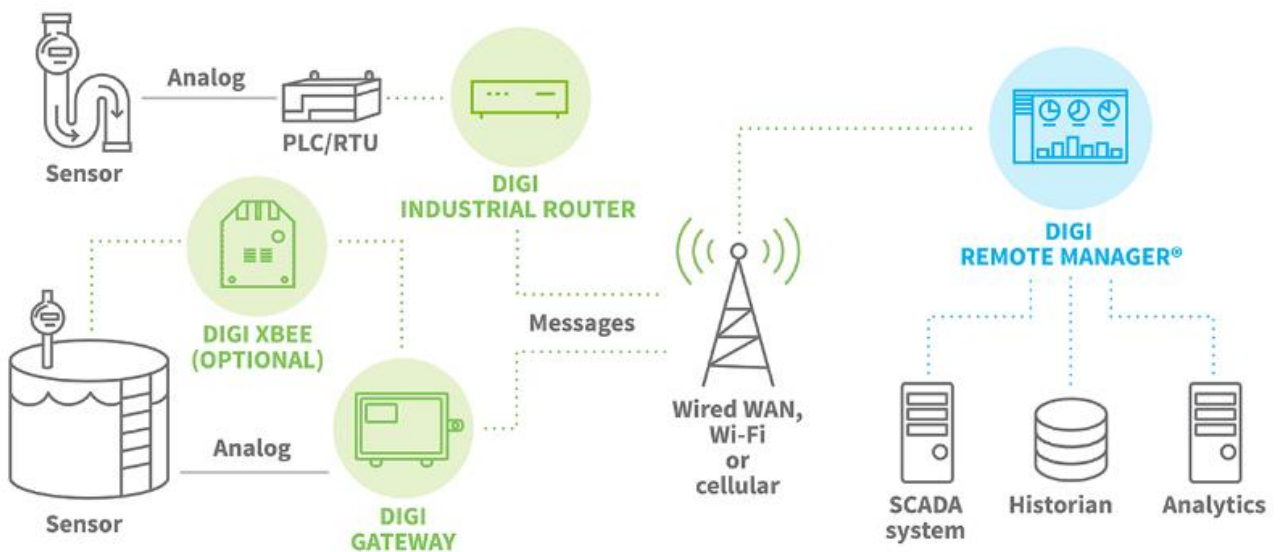 Analog
PLC/RTU
Sensor
DIGI
INDUSTRIAL ROUTER
DIGI XBEE
(OPTIONAL)
Analog
Sensor
DIGI
GATEWAY
Messages
Wired WAN,
Wi-Fi
or
cellular
DIGI
REMOTE MANAGER®
SCADA
system
Historian
Analytics